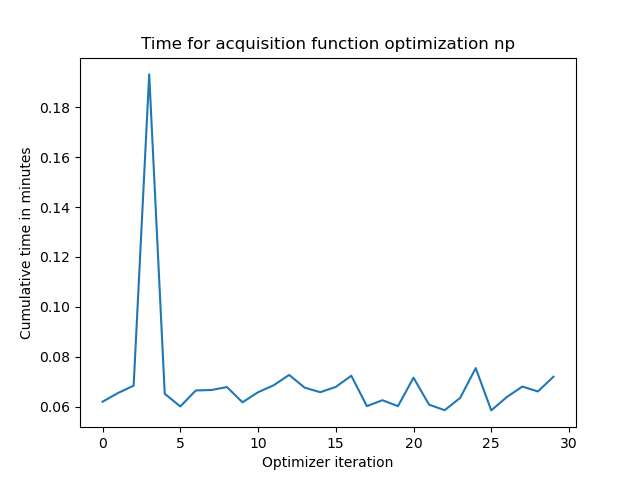 Time for acquisition function optimization np
Cumulative time in minutes
0.18
0.16
0.14
0.12
0.10
0.08
0.06
0 5 10 15 20 25 30
Optimizer iteration